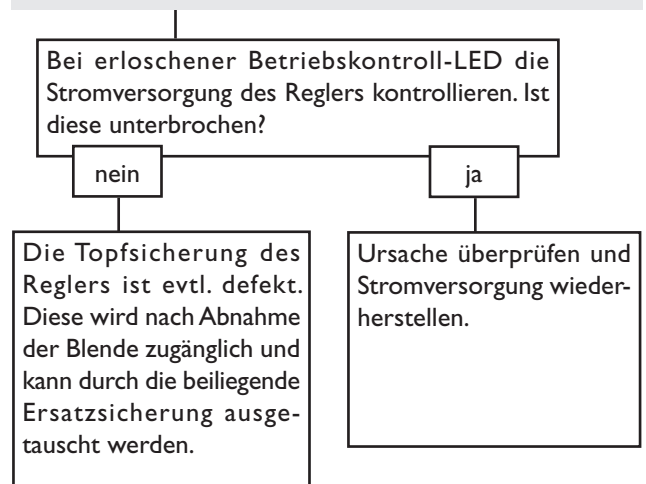 Bei erloschener Betriebskontroll-LED die
Stromversorgung des Reglers kontrollieren. Ist
diese unterbrochen?
nein
ja
Die Topfsicherung des
Reglers ist evtl. defekt.
Diese wird nach Abnahme
der Blende zugänglich und
kann durch die beiliegende
Ersatzsicherung ausge-
tauscht werden.
Ursache überprüfen und
Stromversorgung wieder-
herstellen.